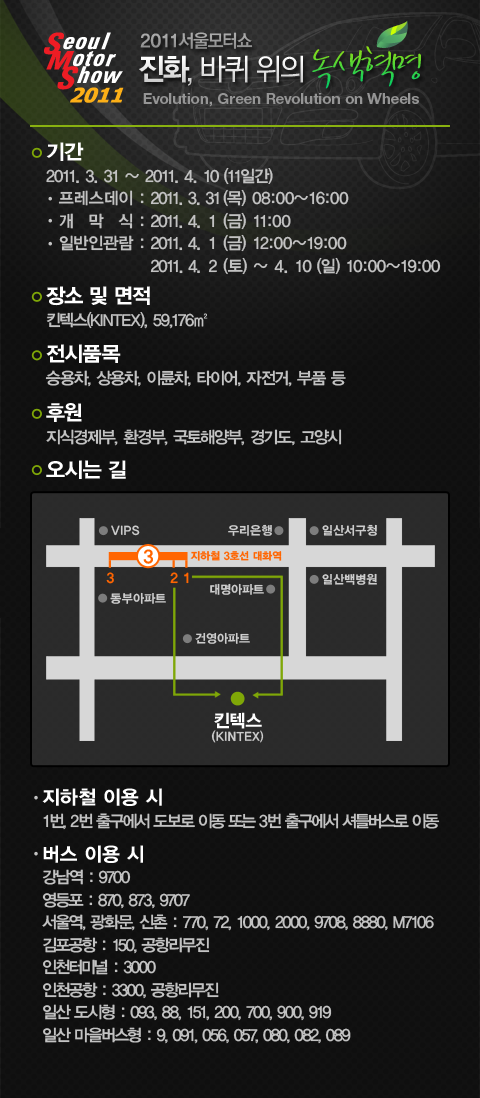 Seoul
Motor
Show
2011
2011서울모터쇼
진화, 바퀴 위의 녹색혁명
Evolution, Green Revolution on Wheels
기간
2011. 3. 31 ~ 2011. 4. 10 (11일간)
· 프레스데이 : 2011. 3. 31 (목) 08:00~16:00
· 개 막 식 : 2011. 4. 1 (금) 11:00
· 일반인관람 : 2011. 4. 1 (금) 12:00~19:00
2011. 4. 2 (토) ~ 4. 10 (일) 10:00~19:00
장소 및 면적
킨텍스(KINTEX), 59,176㎡
전시품목
승용차, 상용차, 이륜차, 타이어, 자전거, 부품 등
후원
지식경제부, 환경부, 국토해양부, 경기도, 고양시
오시는 길
VIPS
우리은행
일산서구청
3
지하철 3호선 대화역
3
2
1
일산백병원
동부아파트
대명아파트
건영아파트
킨텍스
(KINTEX)
· 지하철 이용 시
1번, 2번 출구에서 도보로 이동 또는 3번 출구에서 셔틀버스로 이동
· 버스 이용 시
강남역 : 9700
영등포 : 870, 873, 9707
서울역, 광화문, 신촌 : 770, 72, 1000, 2000, 9708, 8880, M7106
김포공항 : 150, 공항리무진
인천터미널 : 3000
인천공항 : 3300, 공항리무진
일산 도시형 : 093, 88, 151, 200, 700, 900, 919
일산 마을버스형 : 9, 091, 056, 057, 080, 082, 089